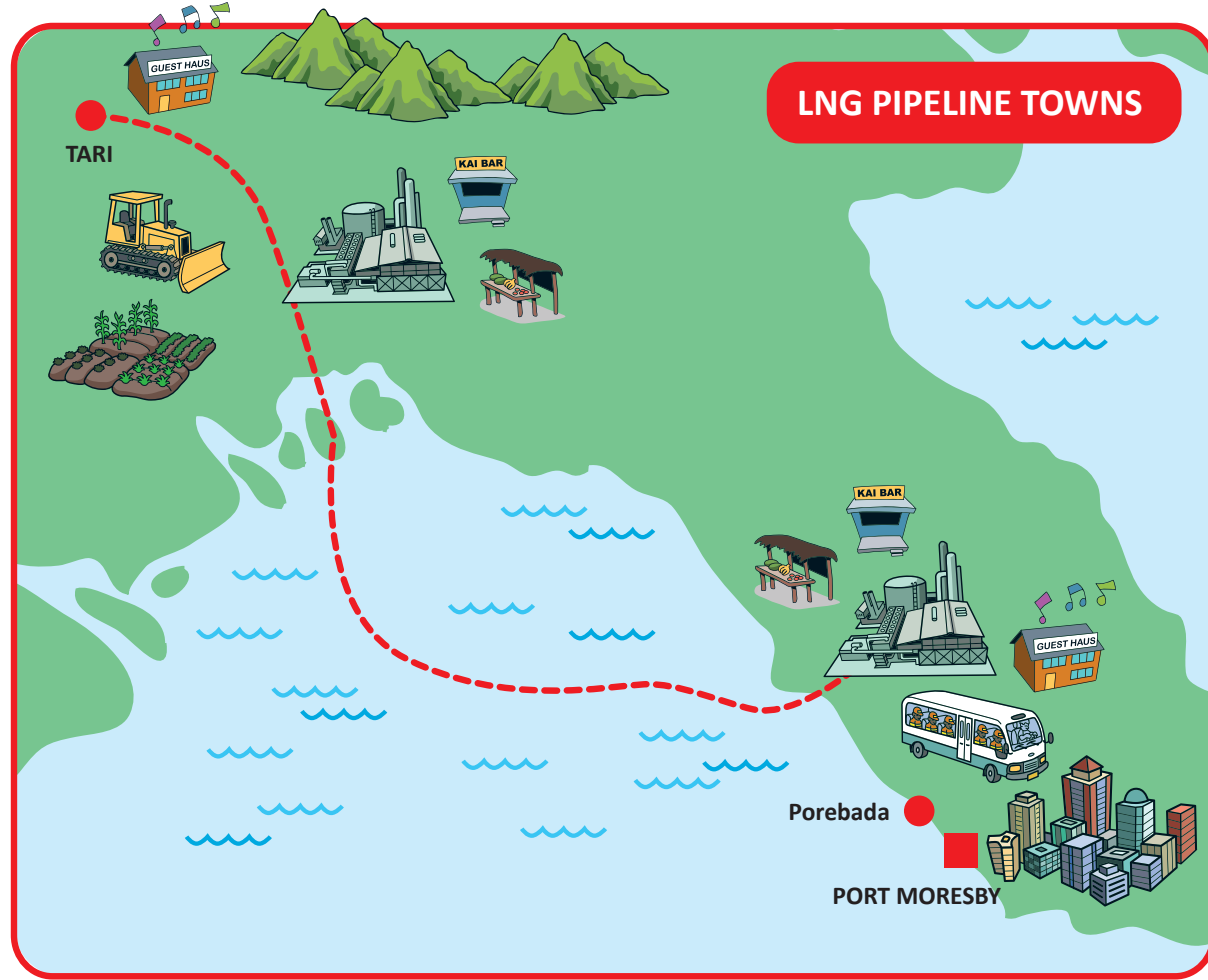 GUEST HAUS
LNG PIPELINE TOWNS
TARI
KAI BAR
KAI BAR
GUEST HAUS
Porebada
PORT MORESBY